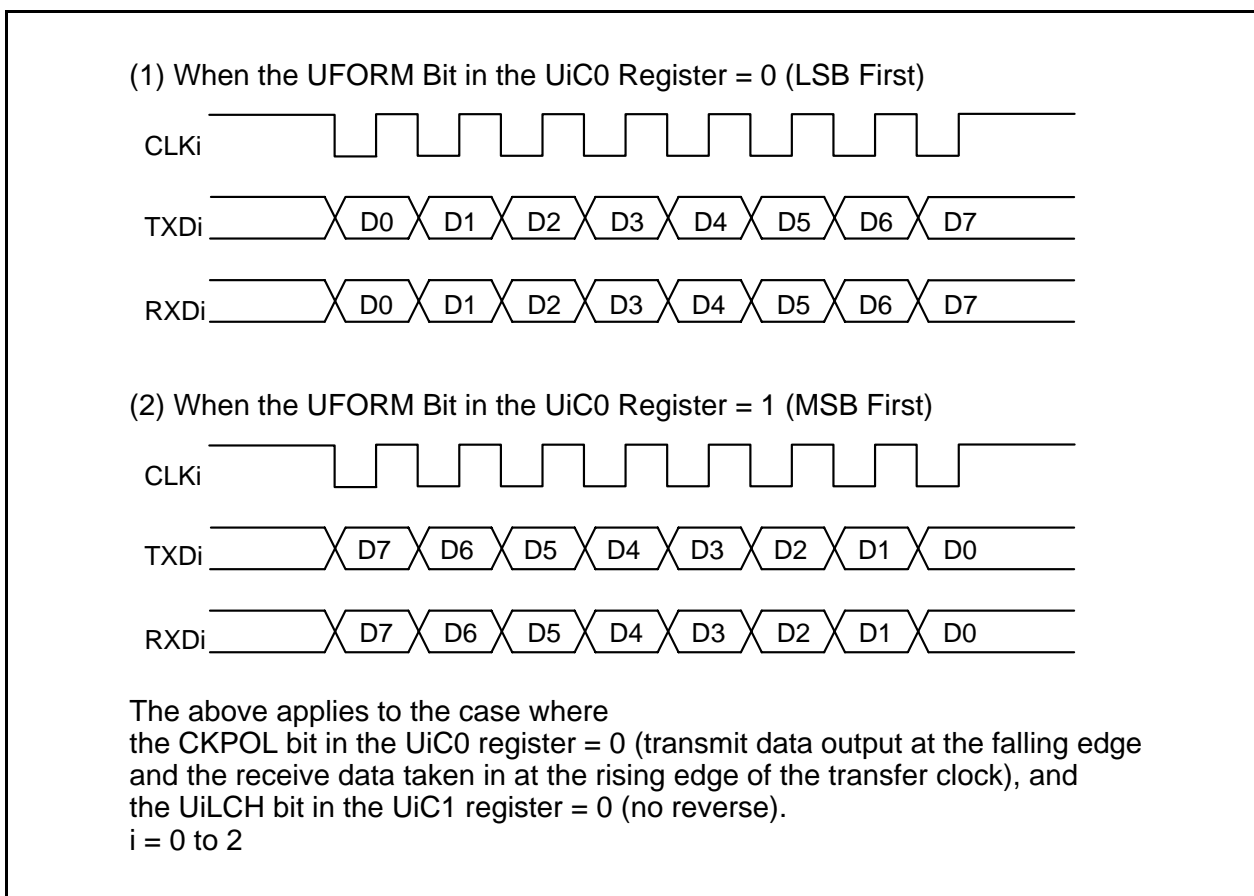 (1) When the UFORM Bit in the UiC0 Register = 0 (LSB First)
CLKi
TXDi D0 D1 D2 D3 D4 D5 D6 D7
RXDi D0 D1 D2 D3 D4 D5 D6 D7
(2) When the UFORM Bit in the UiC0 Register = 1 (MSB First)
CLKi
TXDi D7 D6 D5 D4 D3 D2 D1 D0
RXDi D7 D6 D5 D4 D3 D2 D1 D0
The above applies to the case where
the CKPOL bit in the UiC0 register = 0 (transmit data output at the falling edge
and the receive data taken in at the rising edge of the transfer clock), and
the UiLCH bit in the UiC1 register = 0 (no reverse).
i = 0 to 2